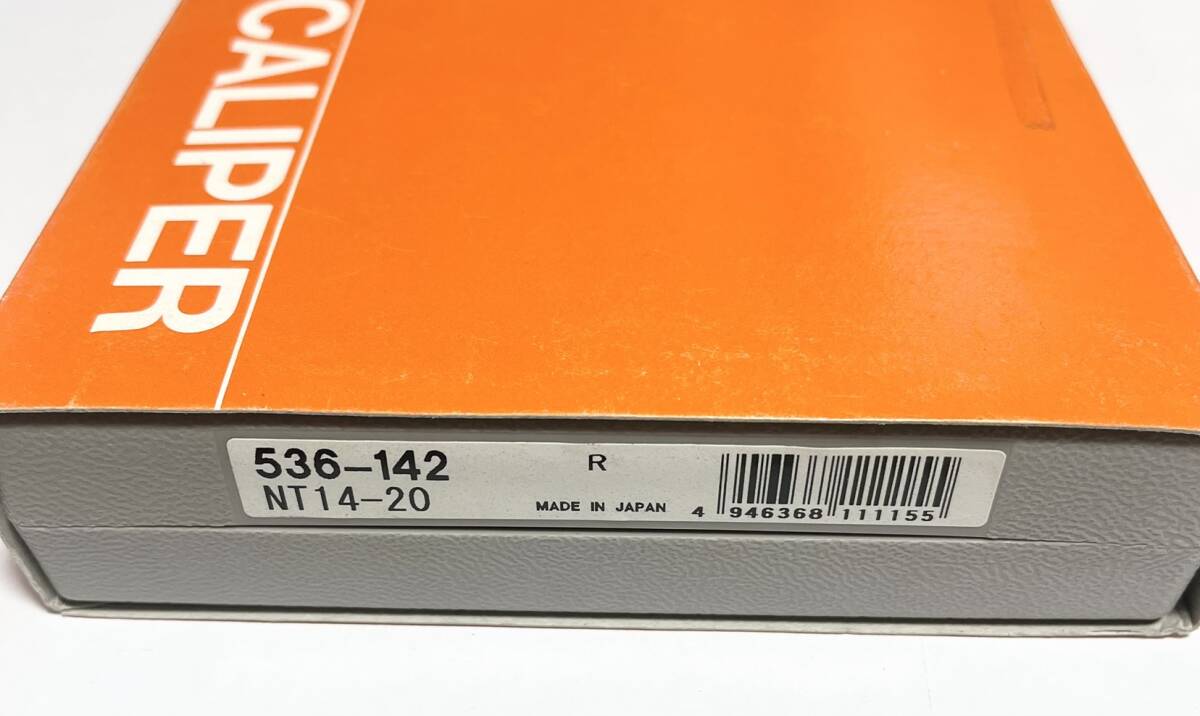 CALIPER
536-142
NT14-20
R
MADE IN JAPAN
4 946368 111155